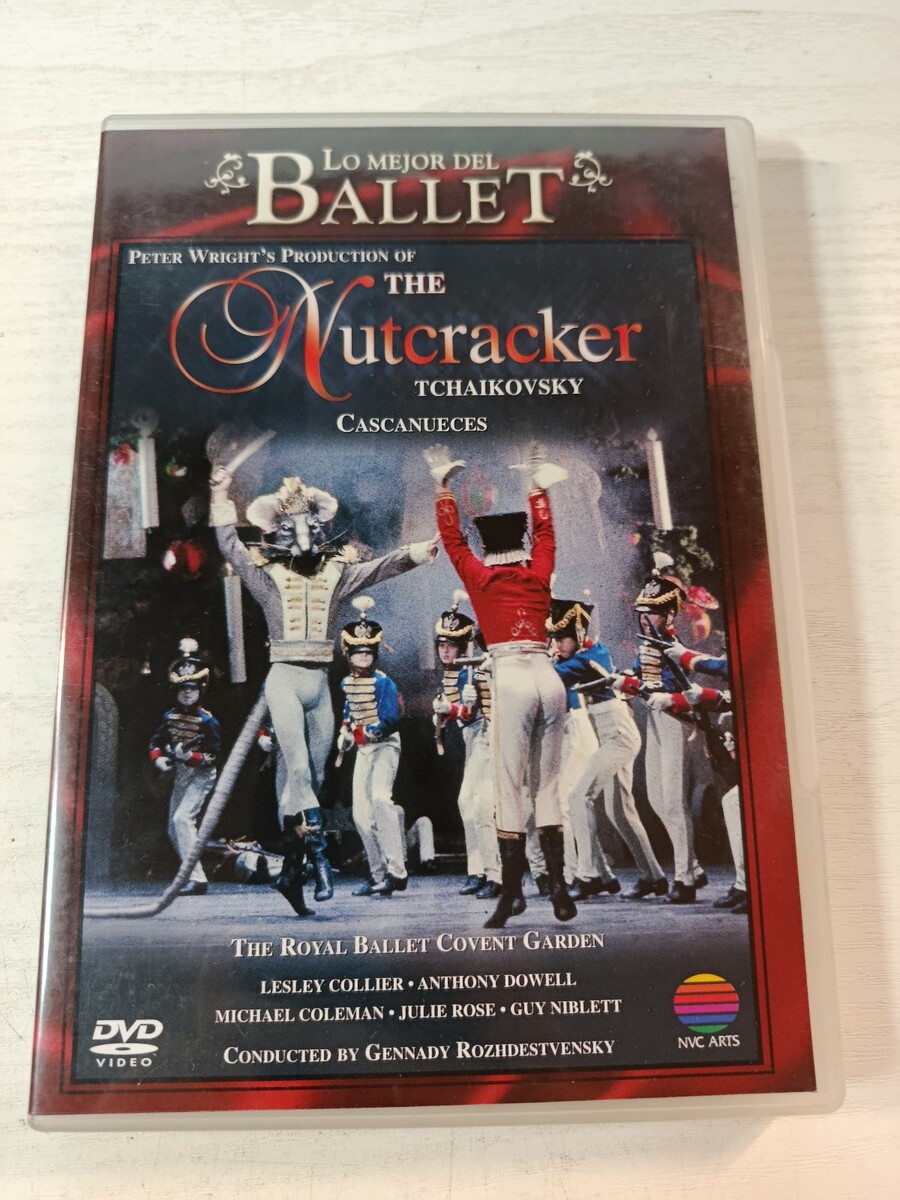 LO MEJOR DEL
BALLET
PETER WRIGHT'S PRODUCTION OF
THE
Nutcracker
TCHAIKOVSKY
CASCANUECES
THE ROYAL BALLET COVENT GARDEN
LESLEY COLLIER • ANTHONY DOWELL
MICHAEL COLEMAN • JULIE ROSE • GUY NIBLETT
CONDUCTED BY GENNADY ROZHDESTVENSKY
DVD
VIDEO
NVC ARTS